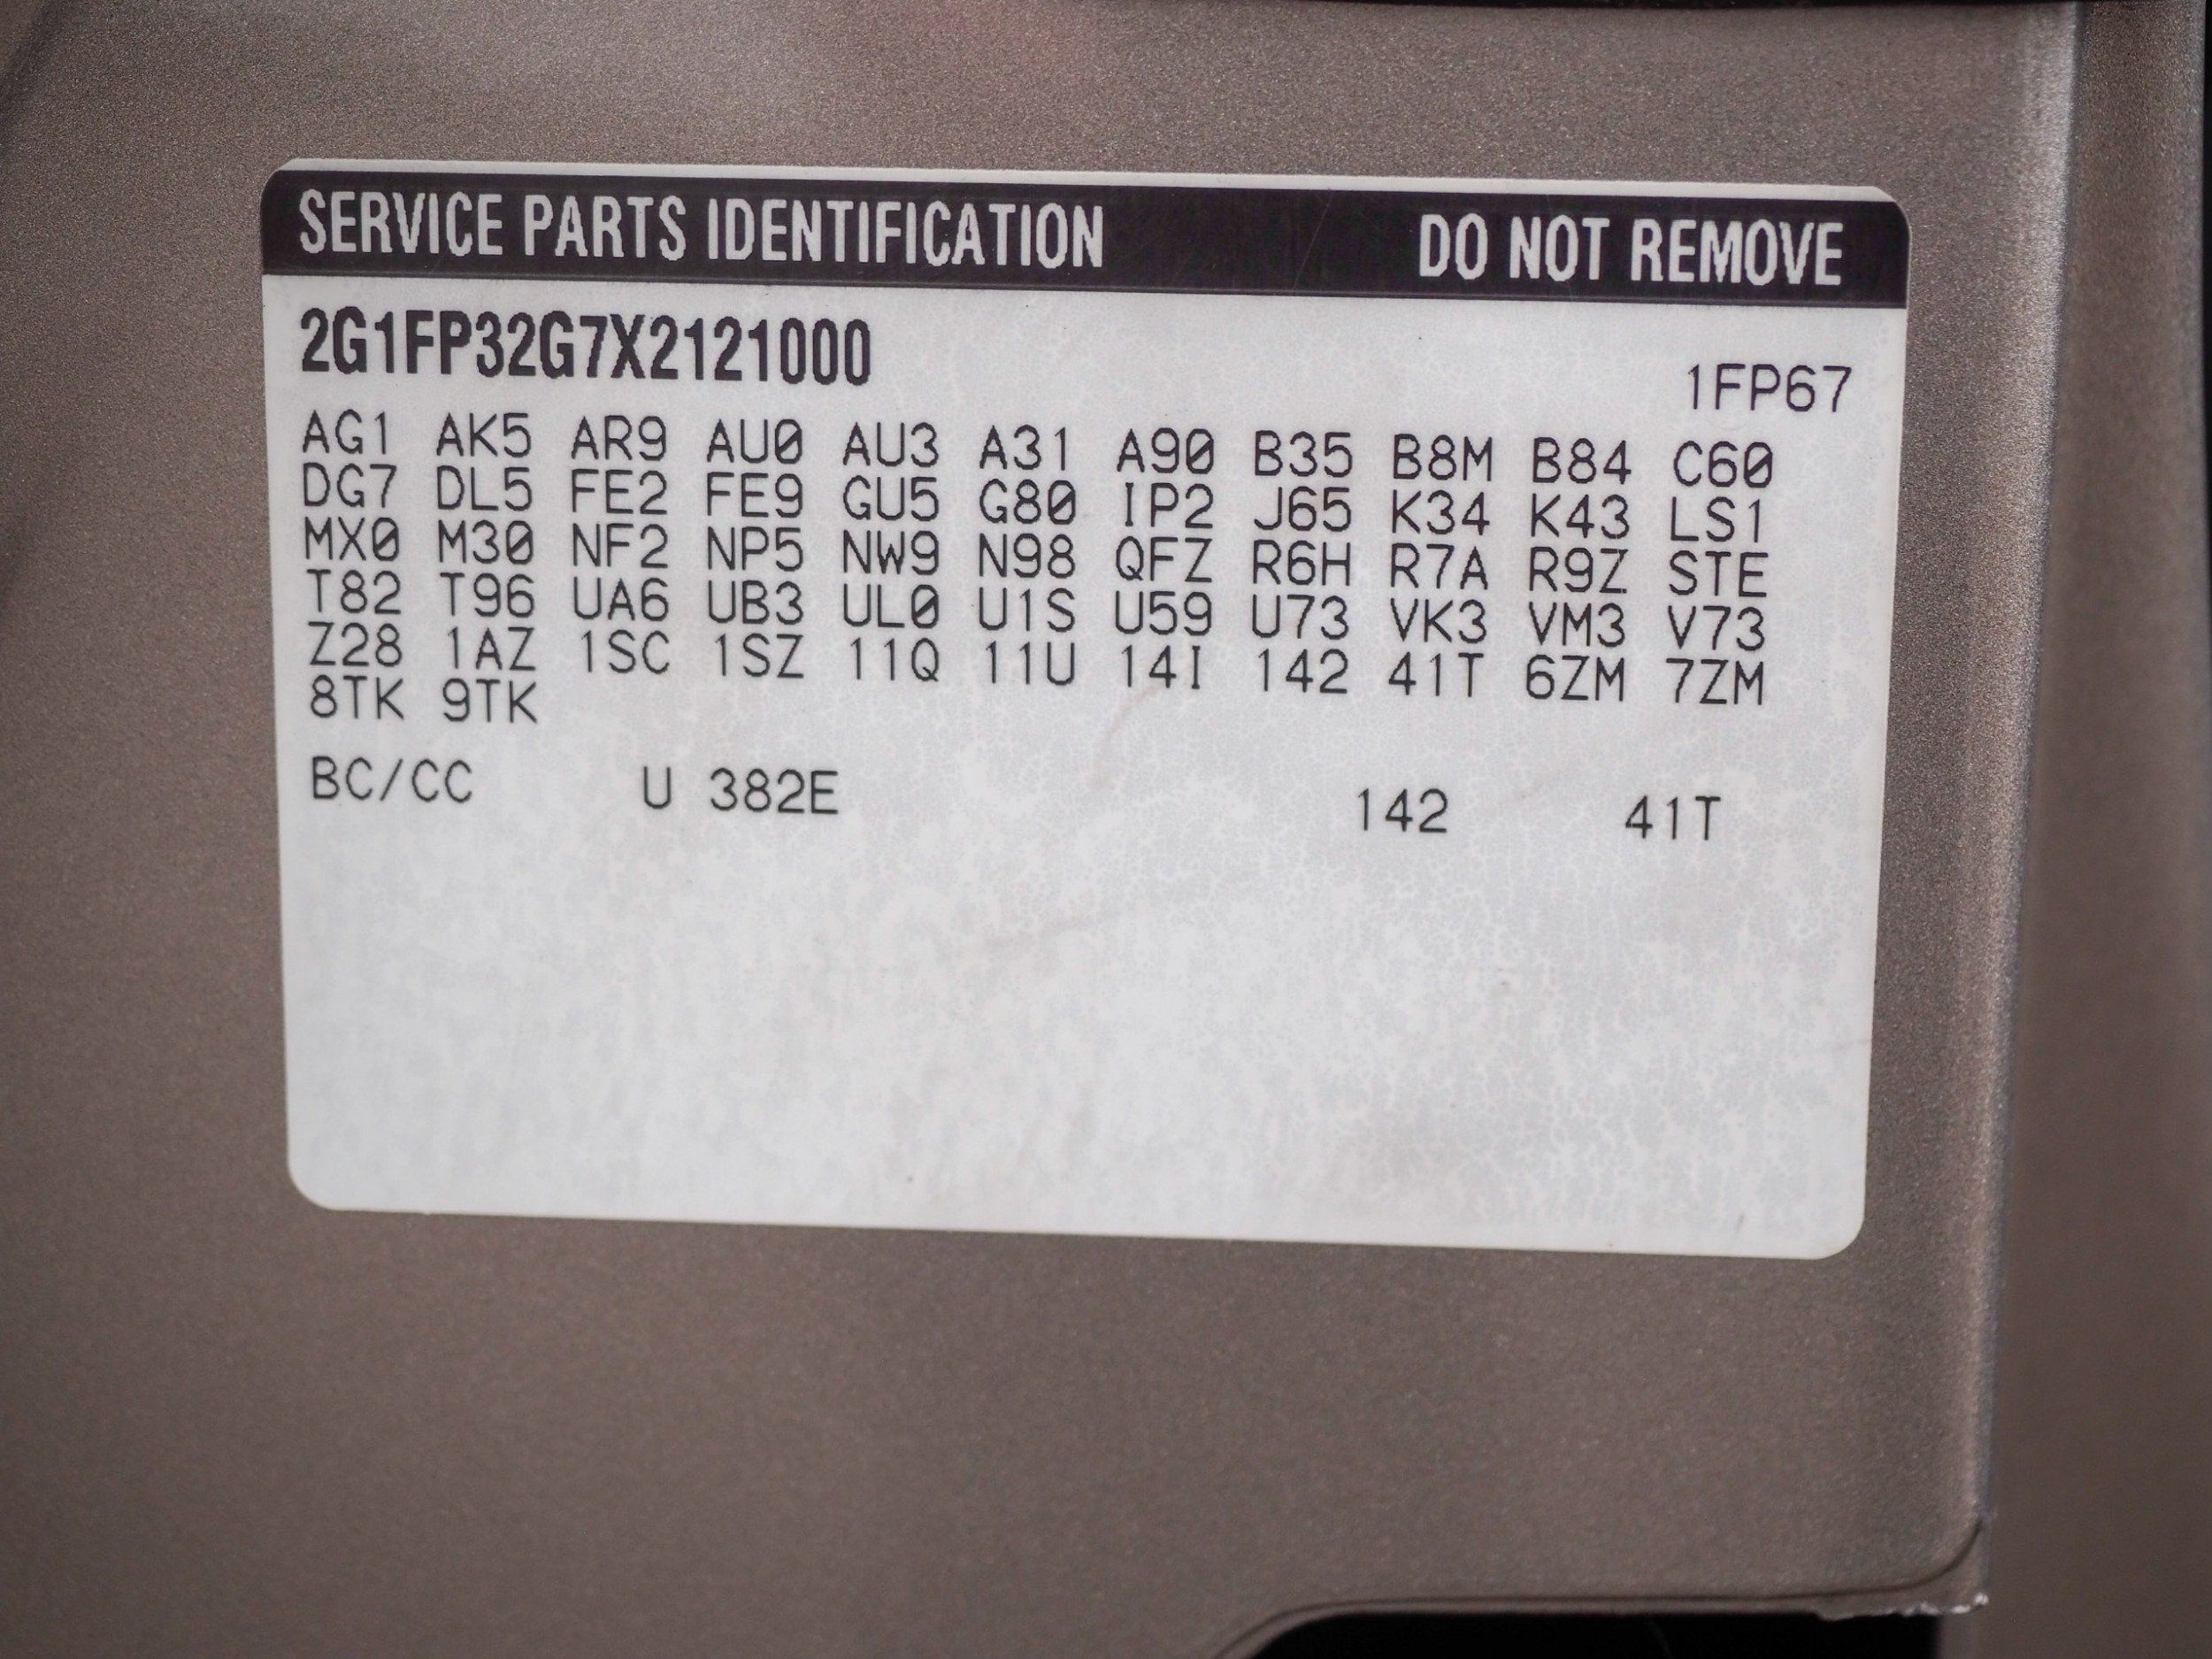 SERVICE PARTS IDENTIFICATION DO NOT REMOVE
2G1FP32G7X2121000
1FP67
AG1 AK5 AR9 AU0 AU3 A31 A90 B35 B8M B84 C60
DG7 DL5 FE2 FE9 GU5 G80 IP2 J65 K34 K43 LS1
MX0 M30 NF2 NP5 NW9 N98 QFZ R6H R7A R9Z STE
T82 T96 UA6 UB3 UL0 U1S U59 U73 VK3 VM3 V73
Z28 1AZ 1SC 1SZ 11Q 11U 14I 142 41T 6ZM 7ZM
8TK 9TK
BC/CC U 382E 142 41T